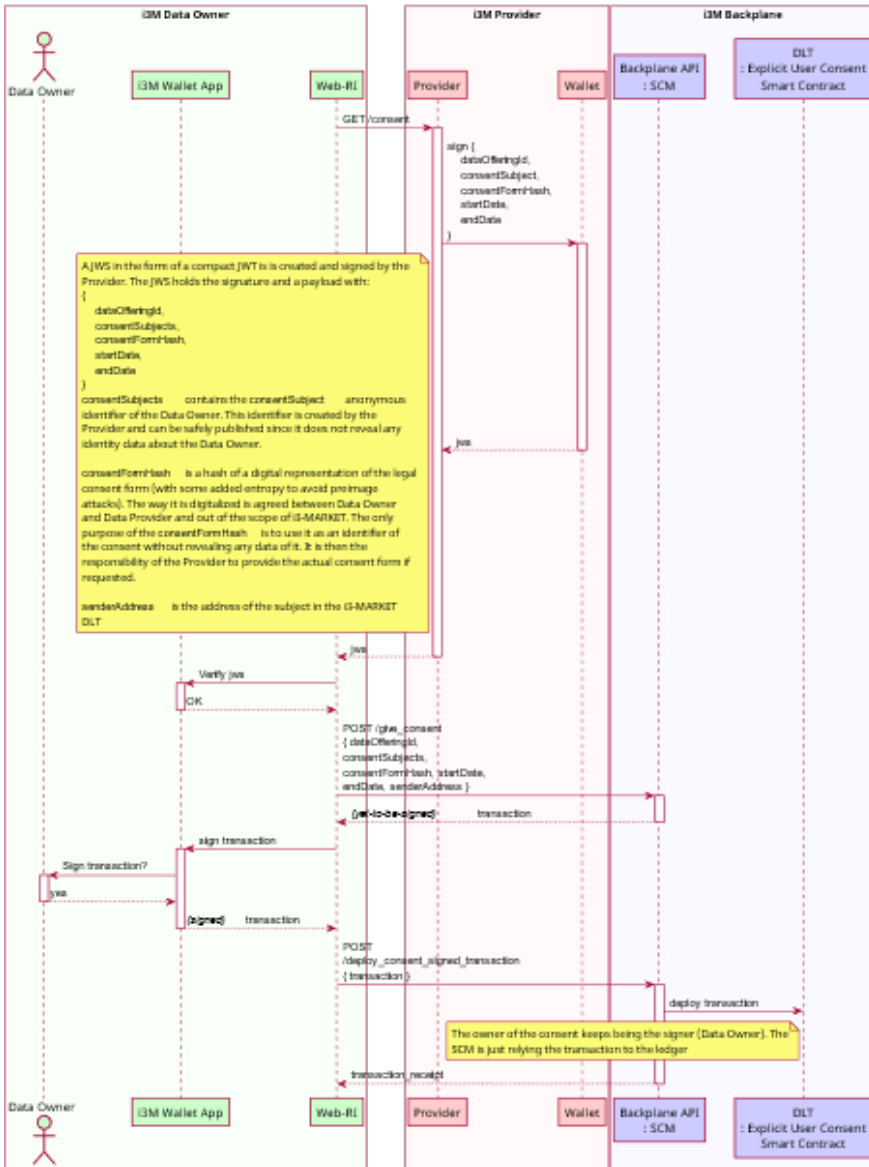 i3M Data Owner
i3M Provider
i3M Backplane
Data Owner
i3M Wallet App
Web-RI
Provider
Wallet
Backplane API
: SCM
DLT
: Explicit User Consent
Smart Contract
GET /consent
sign {
dataOfferingId,
consentSubject,
consentFormHash,
startDate,
endDate
}
A JWS in the form of a compact JWT is is created and signed by the
Provider. The JWS holds the signature and a payload with:
{
dataOfferingId,
consentSubjects,
consentFormHash,
startDate,
endDate
}
consentSubjects contains the consentSubject anonymous
identifier of the Data Owner. This identifier is created by the
Provider and can be safely published since it does not reveal any
identity data about the Data Owner.
consentFormHash is a hash of a digital representation of the legal
consent form (with some added entropy to avoid preimage
attacks). The way it is digitalized is agreed between Data Owner
and Data Provider and out of the scope of i3-MARKET. The only
purpose of the consentFormHash is to use it as an identifier of
the consent without revealing any data of it. It is then the
responsibility of the Provider to provide the actual consent form if
requested.
senderAddress is the address of the subject in the i3-MARKET
DLT
jws
jws
Verify jws
OK
POST /give_consent
{ dataOfferingId,
consentSubjects,
consentFormHash, startDate,
endDate, senderAddress }
(yet-to-be-signed) transaction
sign transaction
Sign transaction?
yes
(signed) transaction
POST
/deploy_consent_signed_transaction
{ transaction }
deploy transaction
The owner of the consent keeps being the signer (Data Owner). The
SCM is just relying the transaction to the ledger
transaction_receipt
Data Owner
i3M Wallet App
Web-RI
Provider
Wallet
Backplane API
: SCM
DLT
: Explicit User Consent
Smart Contract